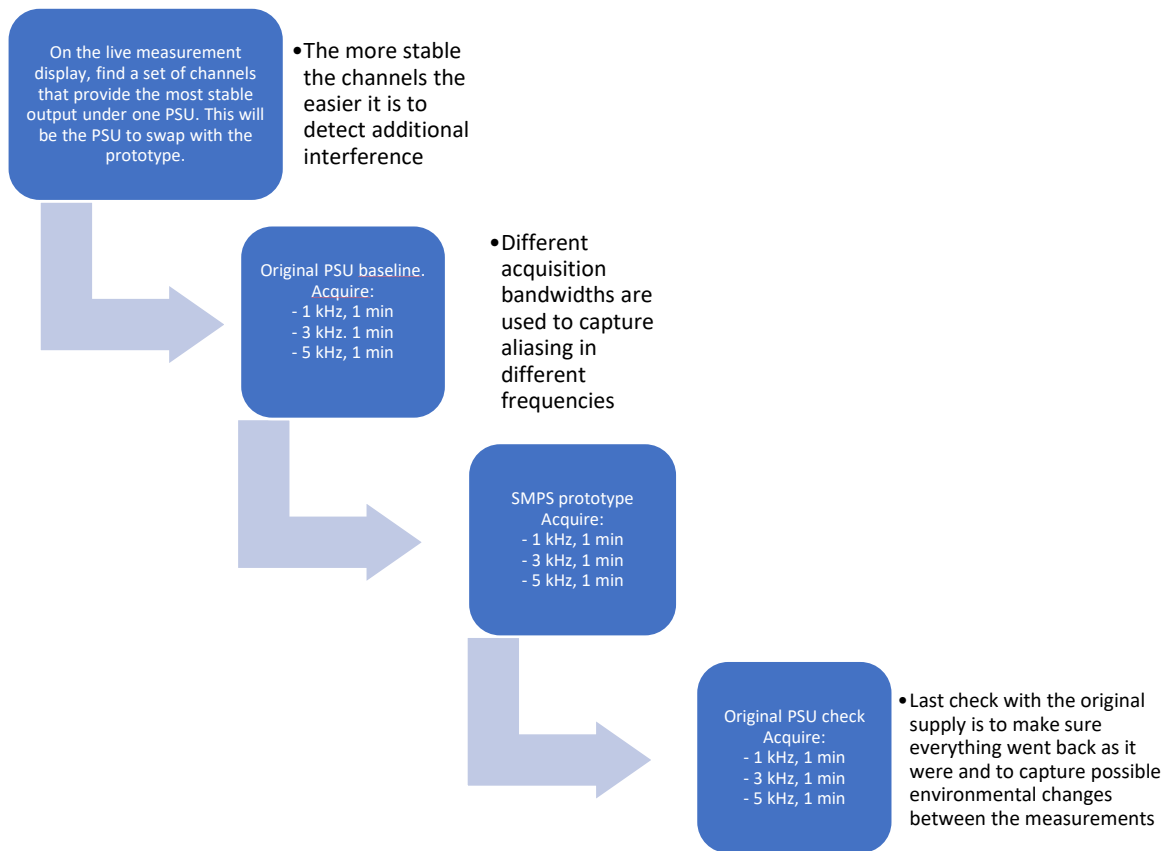 On the live measurement
display, find a set of channels
that provide the most stable
output under one PSU. This will
be the PSU to swap with the
prototype.
•The more stable
the channels the
easier it is to
detect additional
interference
Original PSU baseline.
Acquire:
- 1 kHz, 1 min
- 3 kHz. 1 min
- 5 kHz, 1 min
•Different
acquisition
bandwidths are
used to capture
aliasing in
different
frequencies
SMPS prototype
Acquire:
- 1 kHz, 1 min
- 3 kHz, 1 min
- 5 kHz, 1 min
Original PSU check
Acquire:
- 1 kHz, 1 min
- 3 kHz, 1 min
- 5 kHz, 1 min
•Last check with the original
supply is to make sure
everything went back as it
were and to capture possible
environmental changes
between the measurements